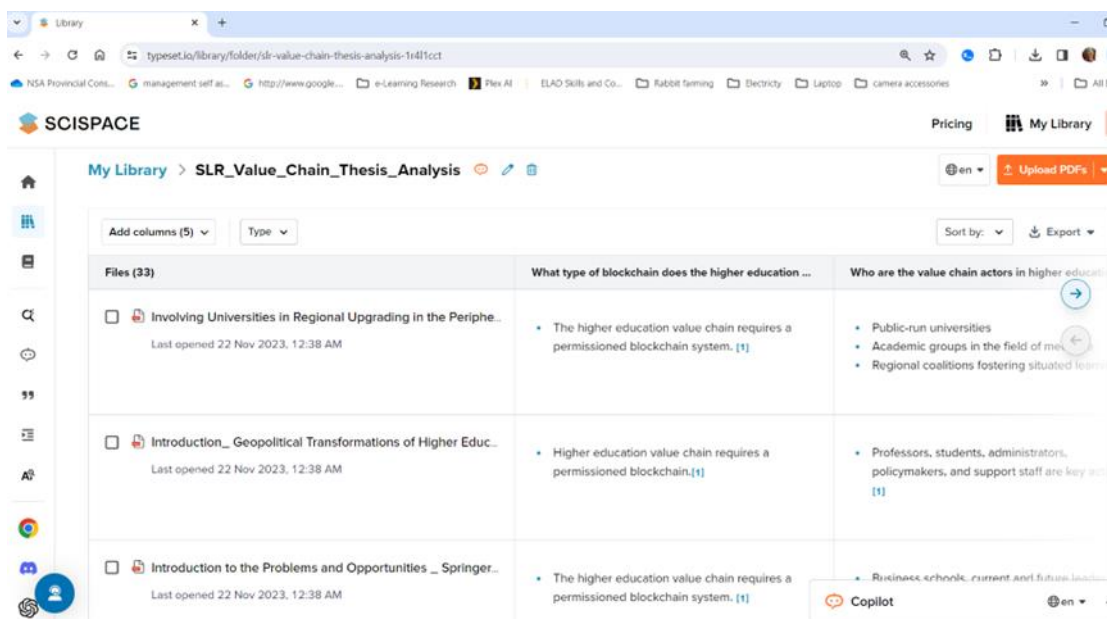 Library
typeset.io/library/folder/slr-value-chain-thesis-analysis-1r4l1cct
NSA Provincial Cons...
management self as...
http://www.google....
e-Learning Research
Plex AI
ELAD Skills and Co...
Rabbit farming
Electricty
Laptop
camera accessories
»
All
SCISPACE
Pricing
My Library
My Library > SLR_Value_Chain_Thesis_Analysis
en
Upload PDFs
Add columns (5)
Type
Sort by:
Export
Files (33)
What type of blockchain does the higher education ...
Who are the value chain actors in higher
Involving Universities in Regional Upgrading in the Periphe...
Last opened 22 Nov 2023, 12:38 AM
• The higher education value chain requires a
permissioned blockchain system. [1]
• Public-run universities
• Academic groups in the field of
• Regional coalitions fostering situated
Introduction_ Geopolitical Transformations of Higher Educ...
Last opened 22 Nov 2023, 12:38 AM
• Higher education value chain requires a
permissioned blockchain.[1]
• Professors, students, administrators,
policymakers, and support staff are key
[1]
Introduction to the Problems and Opportunities _ Springer...
Last opened 22 Nov 2023, 12:38 AM
• The higher education value chain requires a
permissioned blockchain system. [1]
• Business schools, current and future
Copilot
en